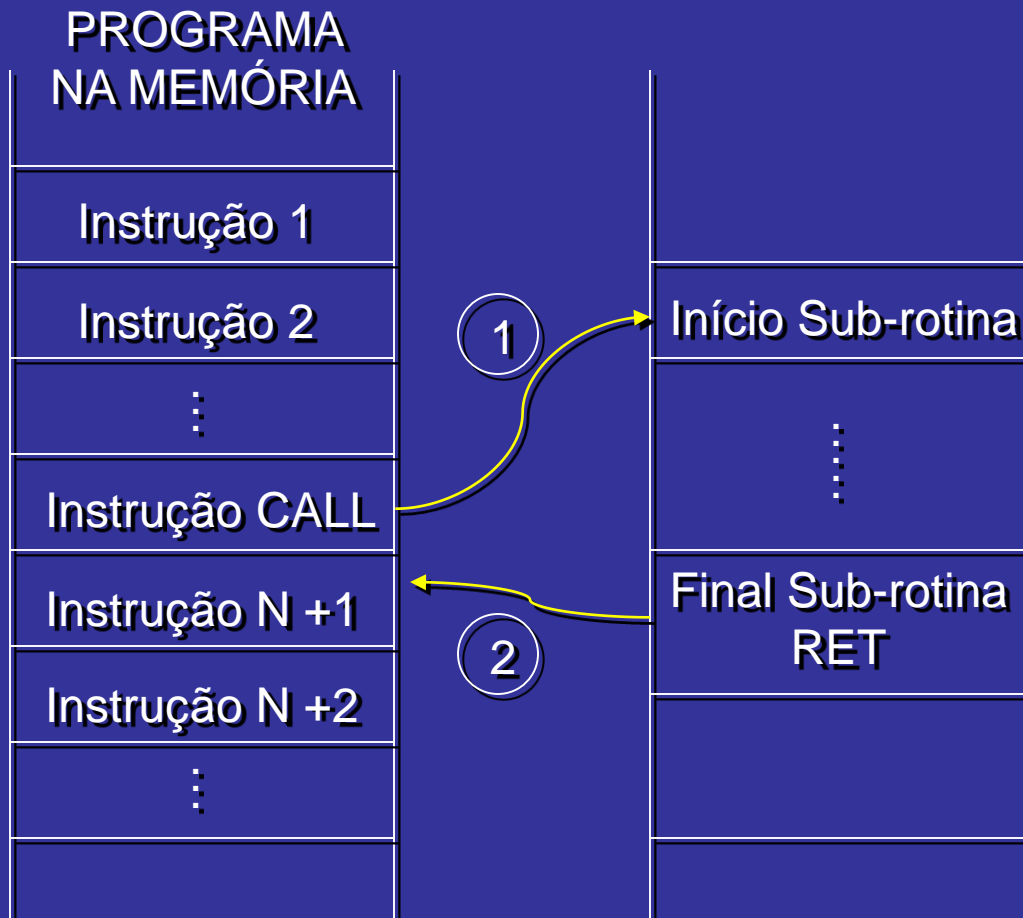 PROGRAMA
NA MEMÓRIA
Instrução 1
Instrução 2
⋮
Instrução CALL
Instrução N +1
Instrução N +2
⋮
1
2
Início Sub-rotina
⋮
Final Sub-rotina
RET